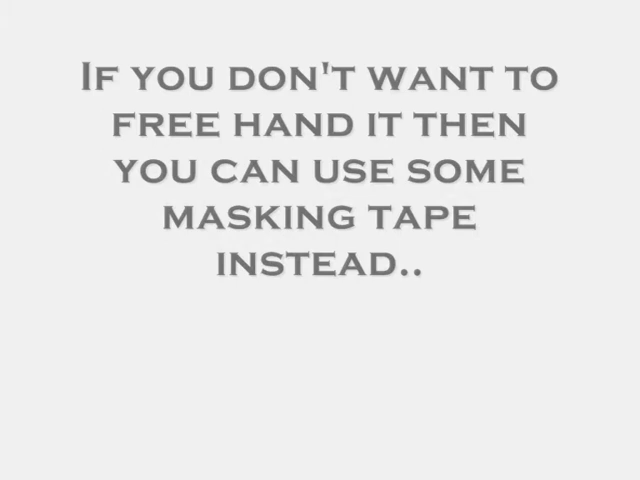 If you don't want to
free hand it then
you can use some
masking tape
instead..